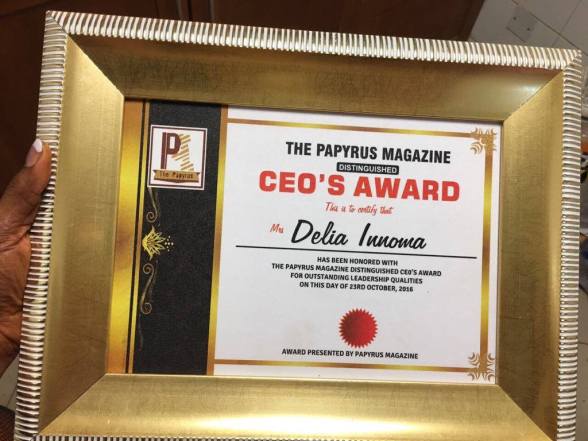 P
The Papyrus
THE PAPYRUS MAGAZINE
DISTINGUISHED
CEO'S AWARD
This is to certify that
Mrs Delia Innoma
HAS BEEN HONORED WITH
THE PAPYRUS MAGAZINE DISTINGUISHED CEO'S AWARD
FOR OUTSTANDING LEADERSHIP QUALITIES
ON THIS DAY OF 23RD OCTOBER, 2016
AWARD PRESENTED BY PAPYRUS MAGAZINE